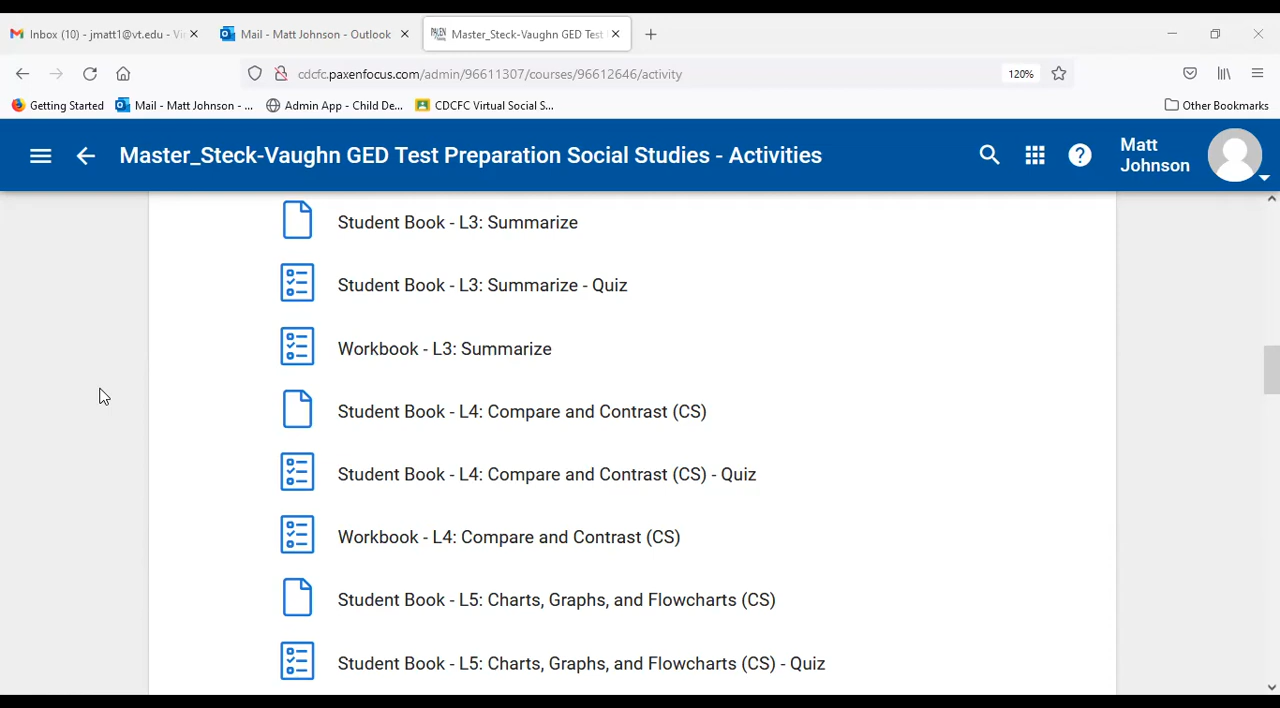 Inbox (10) - jmatt1@vt.edu - Vi
Mail - Matt Johnson - Outlook
PAXEN
Master_Steck-Vaughn GED Test
cdcfc.paxenfocus.com/admin/96611307/courses/96612646/activity
120%
Getting Started
Mail - Matt Johnson - ...
Admin App - Child De...
CDCFC Virtual Social S...
Other Bookmarks
Master_Steck-Vaughn GED Test Preparation Social Studies - Activities
Matt
Johnson
Student Book - L3: Summarize
Student Book - L3: Summarize - Quiz
Workbook - L3: Summarize
Student Book - L4: Compare and Contrast (CS)
Student Book - L4: Compare and Contrast (CS) - Quiz
Workbook - L4: Compare and Contrast (CS)
Student Book - L5: Charts, Graphs, and Flowcharts (CS)
Student Book - L5: Charts, Graphs, and Flowcharts (CS) - Quiz